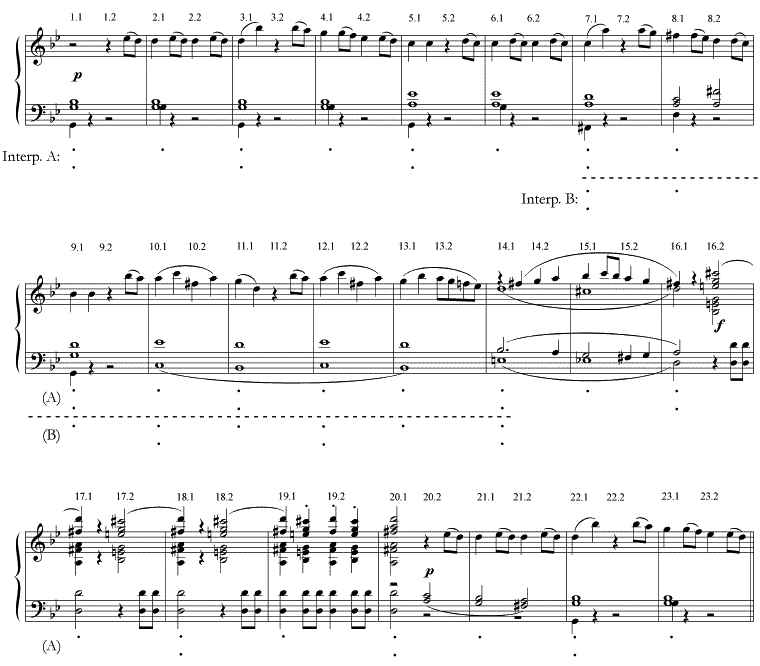 1.1 1.2 2.1 2.2 3.1 3.2 4.1 4.2 5.1 5.2 6.1 6.2 7.1 7.2 8.1 8.2
p
Interp. A:
Interp. B:
9.1 9.2 10.1 10.2 11.1 11.2 12.1 12.2 13.1 13.2 14.1 14.2 15.1 15.2 16.1 16.2
f
(A)
(B)
17.1 17.2 18.1 18.2 19.1 19.2 20.1 20.2 21.1 21.2 22.1 22.2 23.1 23.2
p
(A)